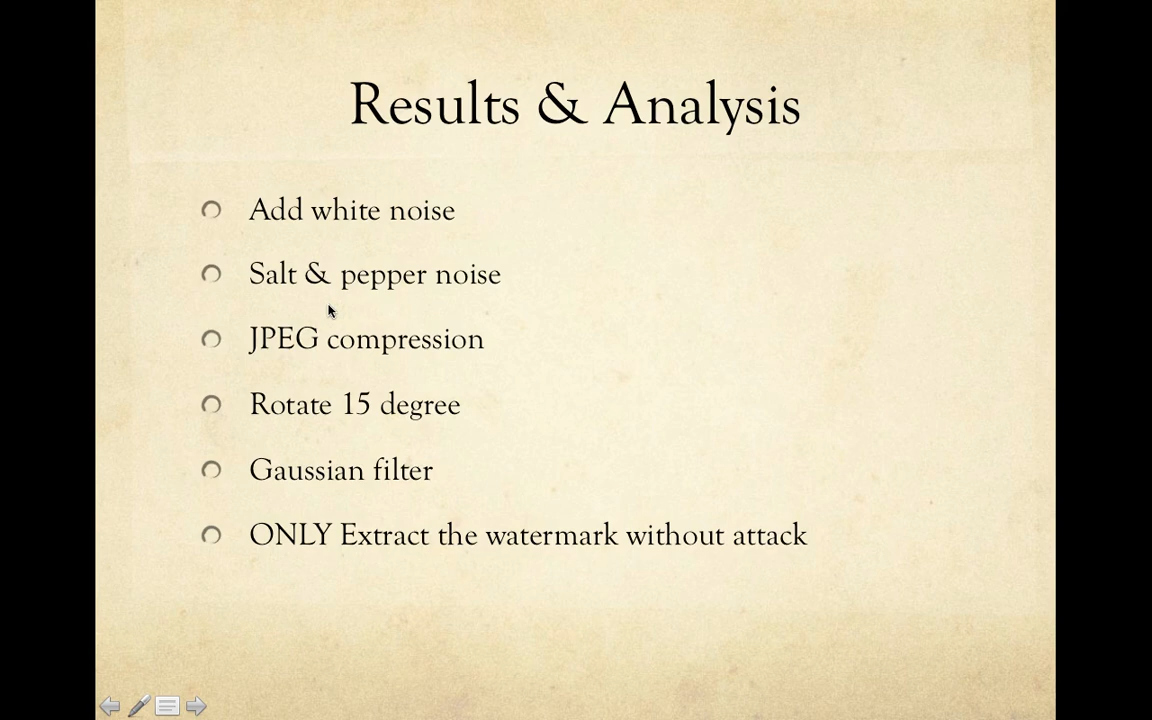 Results & Analysis
Add white noise
Salt & pepper noise
JPEG compression
Rotate 15 degree
Gaussian filter
ONLY Extract the watermark without attack